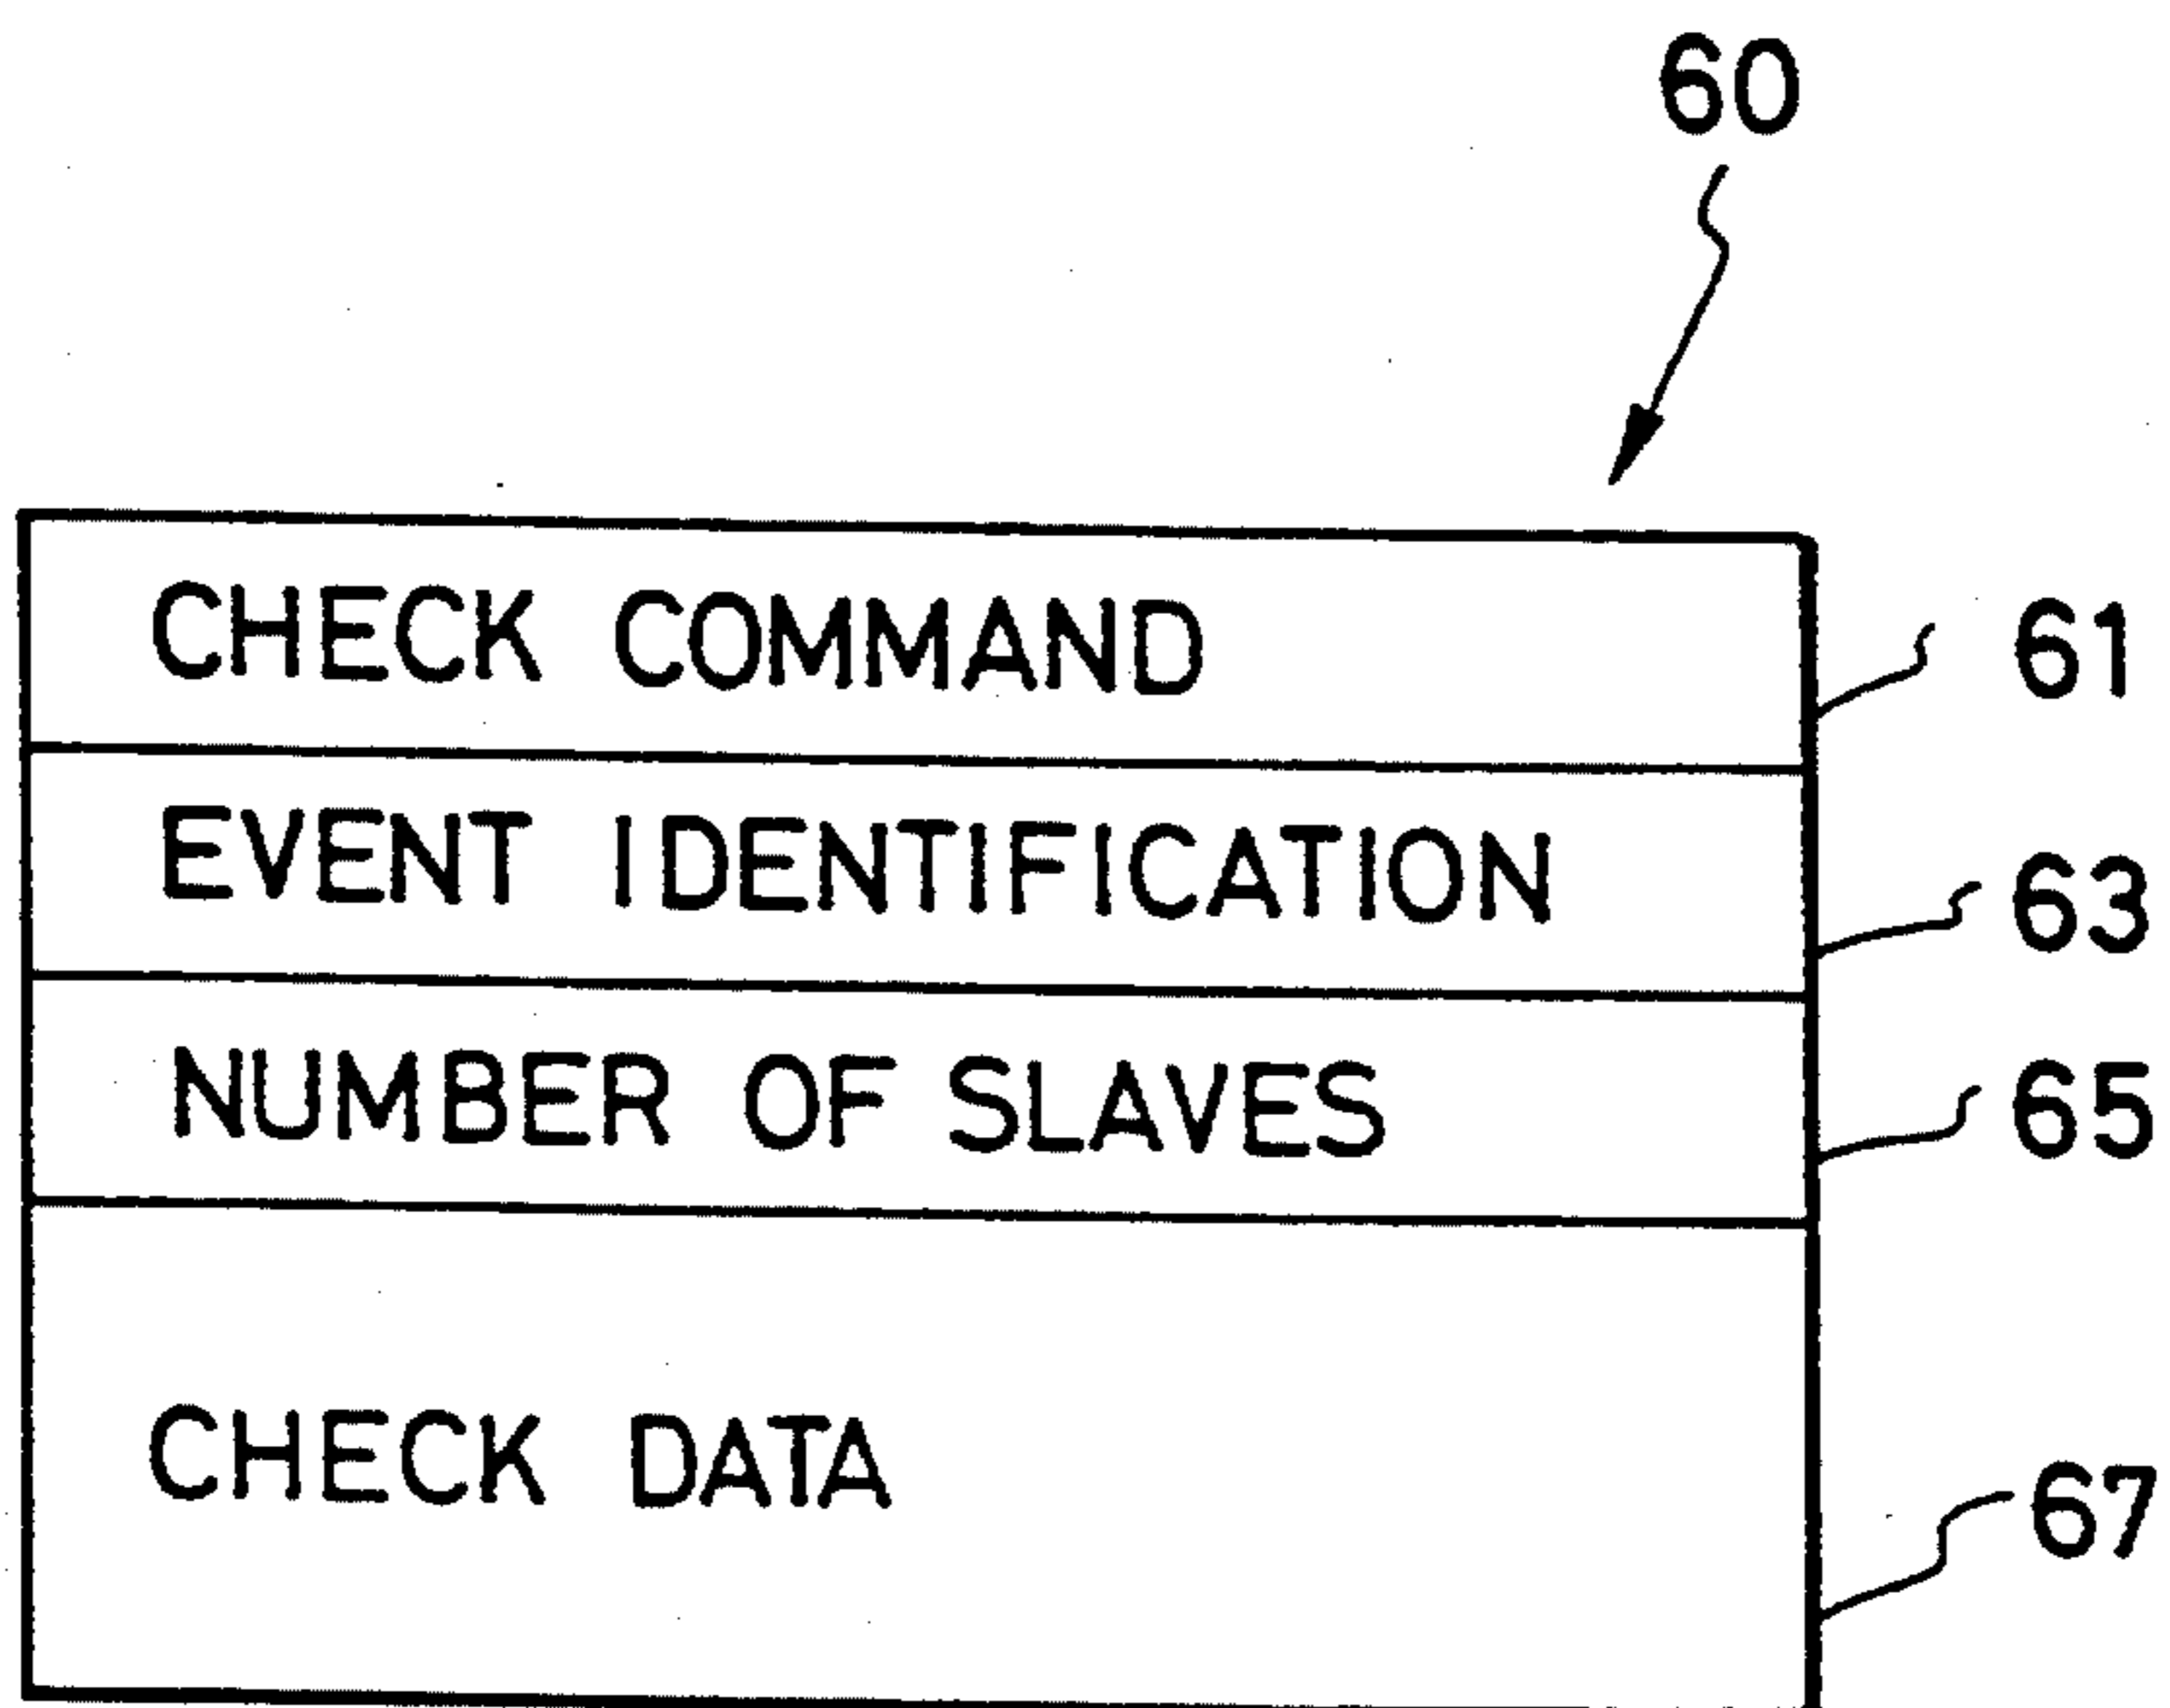 60
CHECK COMMAND 61
EVENT IDENTIFICATION 63
NUMBER OF SLAVES 65
CHECK DATA 67